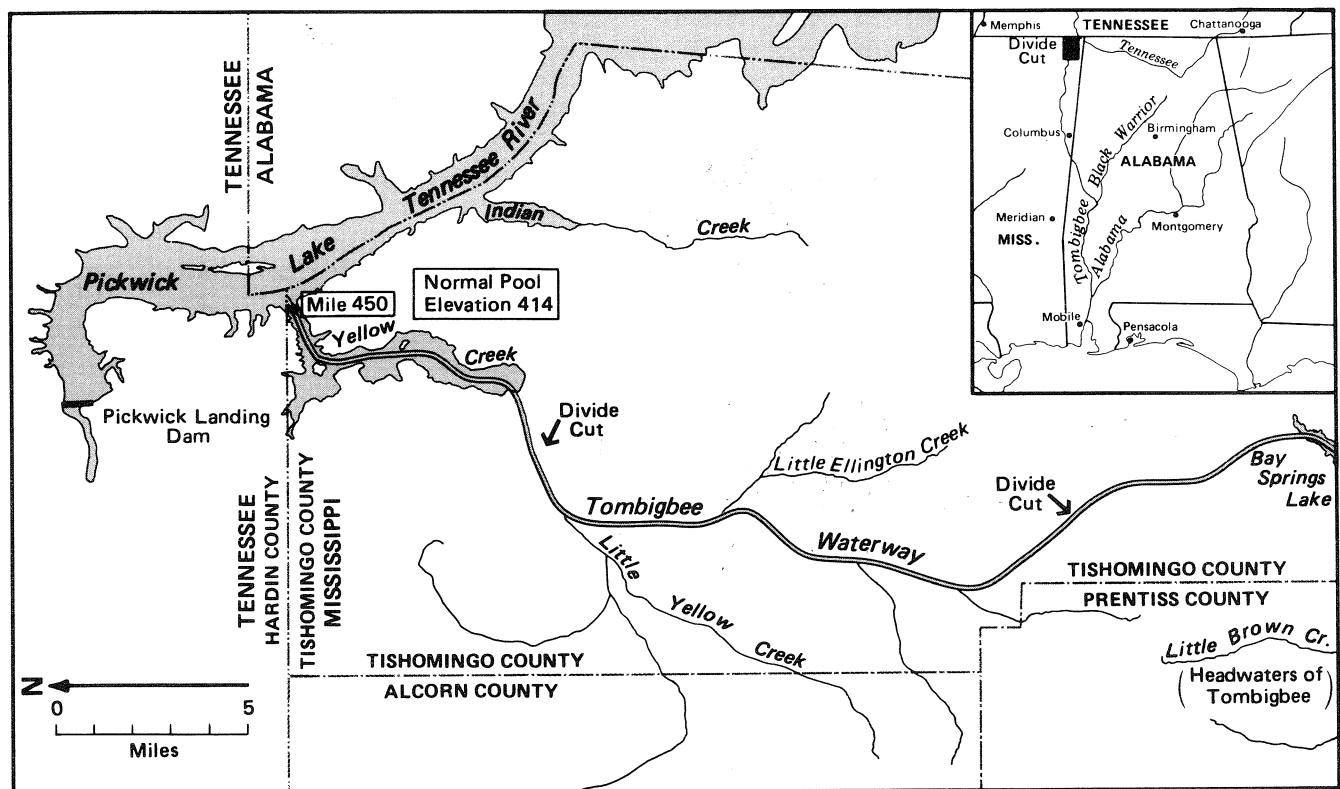 Memphis
TENNESSEE
Chattanooga
Divide
Cut
Tennessee
Columbus
Black Warrior
Birmingham
ALABAMA
Tombigbee
Meridian
MISS.
Alabama
Montgomery
Mobile
Pensacola
TENNESSEE
ALABAMA
Tennessee River
Indian
Creek
Lake
Pickwick
Mile 450
Normal Pool
Elevation 414
Yellow
Creek
Pickwick Landing
Dam
Divide
Cut
Little Ellington Creek
Divide
Cut
Bay
Springs
Lake
Tombigbee
Waterway
TENNESSEE
HARDIN COUNTY
TISHOMINGO COUNTY
MISSISSIPPI
Little
Yellow
Creek
TISHOMINGO COUNTY
PRENTISS COUNTY
TISHOMINGO COUNTY
ALCORN COUNTY
Little Brown Cr.
(Headwaters of
Tombigbee)
N
0 5
Miles